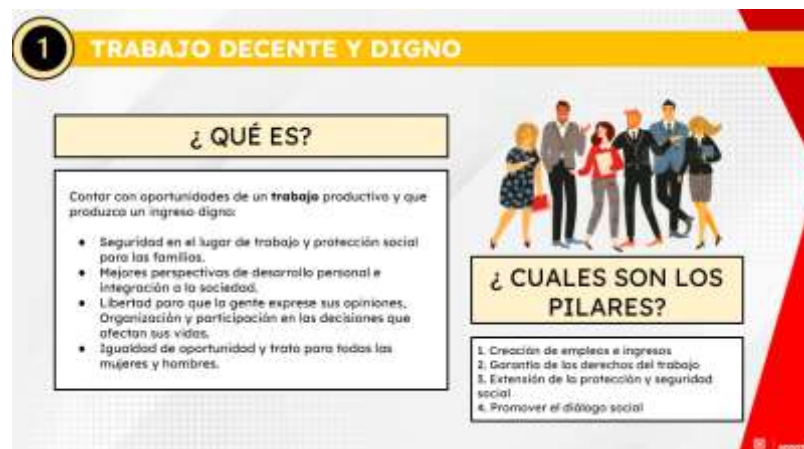 1
TRABAJO DECENTE Y DIGNO
¿ QUÉ ES?
Contar con oportunidades de un trabajo productivo y que
produzca un ingreso digno:
● Seguridad en el lugar de trabajo y protección social
para las familias.
● Mejores perspectivas de desarrollo personal e
integración a la sociedad.
● Libertad para que la gente exprese sus opiniones.
Organización y participación en las decisiones que
afectan sus vidas.
● Igualdad de oportunidad y trato para todas las
mujeres y hombres.
¿ CUALES SON LOS
PILARES?
1. Creación de empleos e ingresos
2. Garantía de los derechos del trabajo
3. Extensión de la protección y seguridad
social
4. Promover el diálogo social